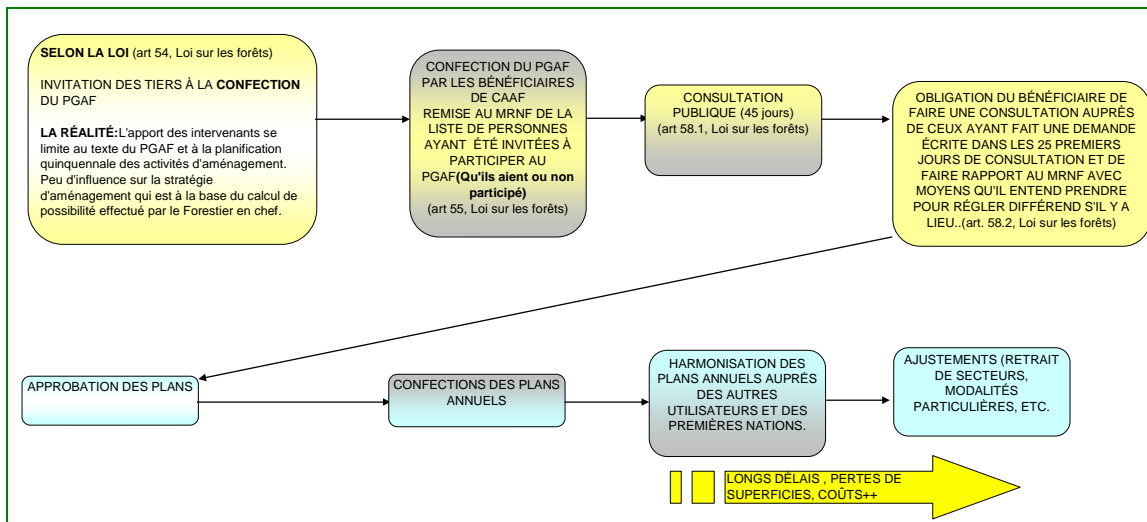 SELON LA LOI (art 54, Loi sur les forêts)
INVITATION DES TIERS À LA CONFECTION
DU PGAF
LA RÉALITÉ:L'apport des intervenants se
limite au texte du PGAF et à la planification
quinquennale des activités d'aménagement.
Peu d'influence sur la stratégie
d'aménagement qui est à la base du calcul de
possibilité effectué par le Forestier en chef.
CONFECTION DU PGAF
PAR LES BÉNÉFICIAIRES
DE CAAF
REMISE AU MRNF DE LA
LISTE DE PERSONNES
AYANT ÉTÉ INVITÉES À
PARTICIPER AU
PGAF(Qu'ils aient ou non
participé)
(art 55, Loi sur les forêts)
CONSULTATION
PUBLIQUE (45 jours)
(art 58.1, Loi sur les forêts)
OBLIGATION DU BÉNÉFICIAIRE DE
FAIRE UNE CONSULTATION AUPRÈS
DE CEUX AYANT FAIT UNE DEMANDE
ÉCRITE DANS LES 25 PREMIERS
JOURS DE CONSULTATION ET DE
FAIRE RAPPORT AU MRNF AVEC
MOYENS QU'IL ENTEND PRENDRE
POUR RÉGLER DIFFÉREND S'IL Y A
LIEU..(art. 58.2, Loi sur les forêts)
APPROBATION DES PLANS
CONFECTIONS DES PLANS
ANNUELS
HARMONISATION DES
PLANS ANNUELS AUPRÈS
DES AUTRES
UTILISATEURS ET DES
PREMIÈRES NATIONS.
AJUSTEMENTS (RETRAIT
DE SECTEURS,
MODALITÉS
PARTICULIÈRES, ETC.
LONGS DÉLAIS , PERTES DE
SUPERFICIES, COÛTS++